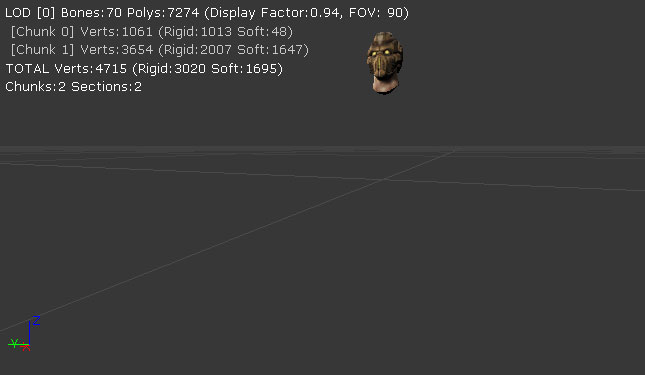 LOD [0] Bones:70 Polys:7274 (Display Factor:0.94, FOV: 90)
[Chunk 0] Verts:1061 (Rigid:1013 Soft:48)
[Chunk 1] Verts:3654 (Rigid:2007 Soft:1647)
TOTAL Verts:4715 (Rigid:3020 Soft:1695)
Chunks:2 Sections:2
Z
Y X